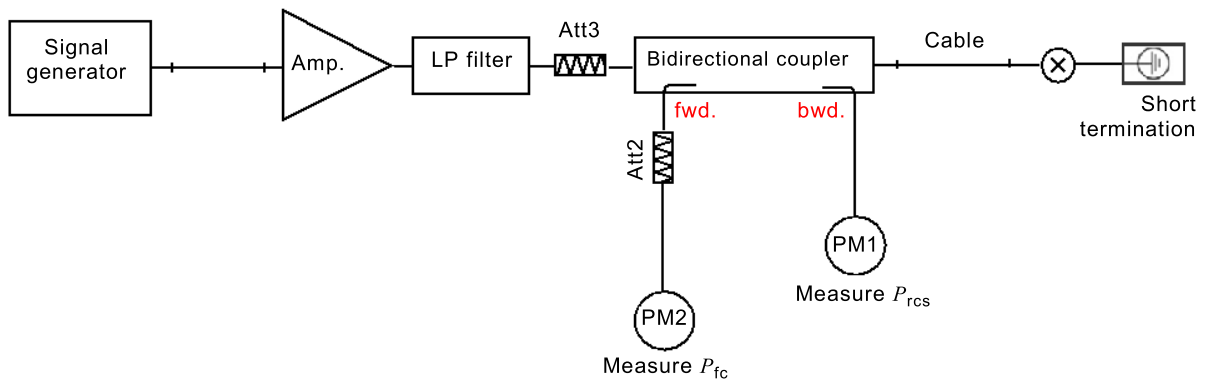 Signal
generator
Amp.
LP filter
Att3
Bidirectional coupler
fwd.
bwd.
Cable
Short
termination
Att2
PM1
Measure Prcs
PM2
Measure Pfc